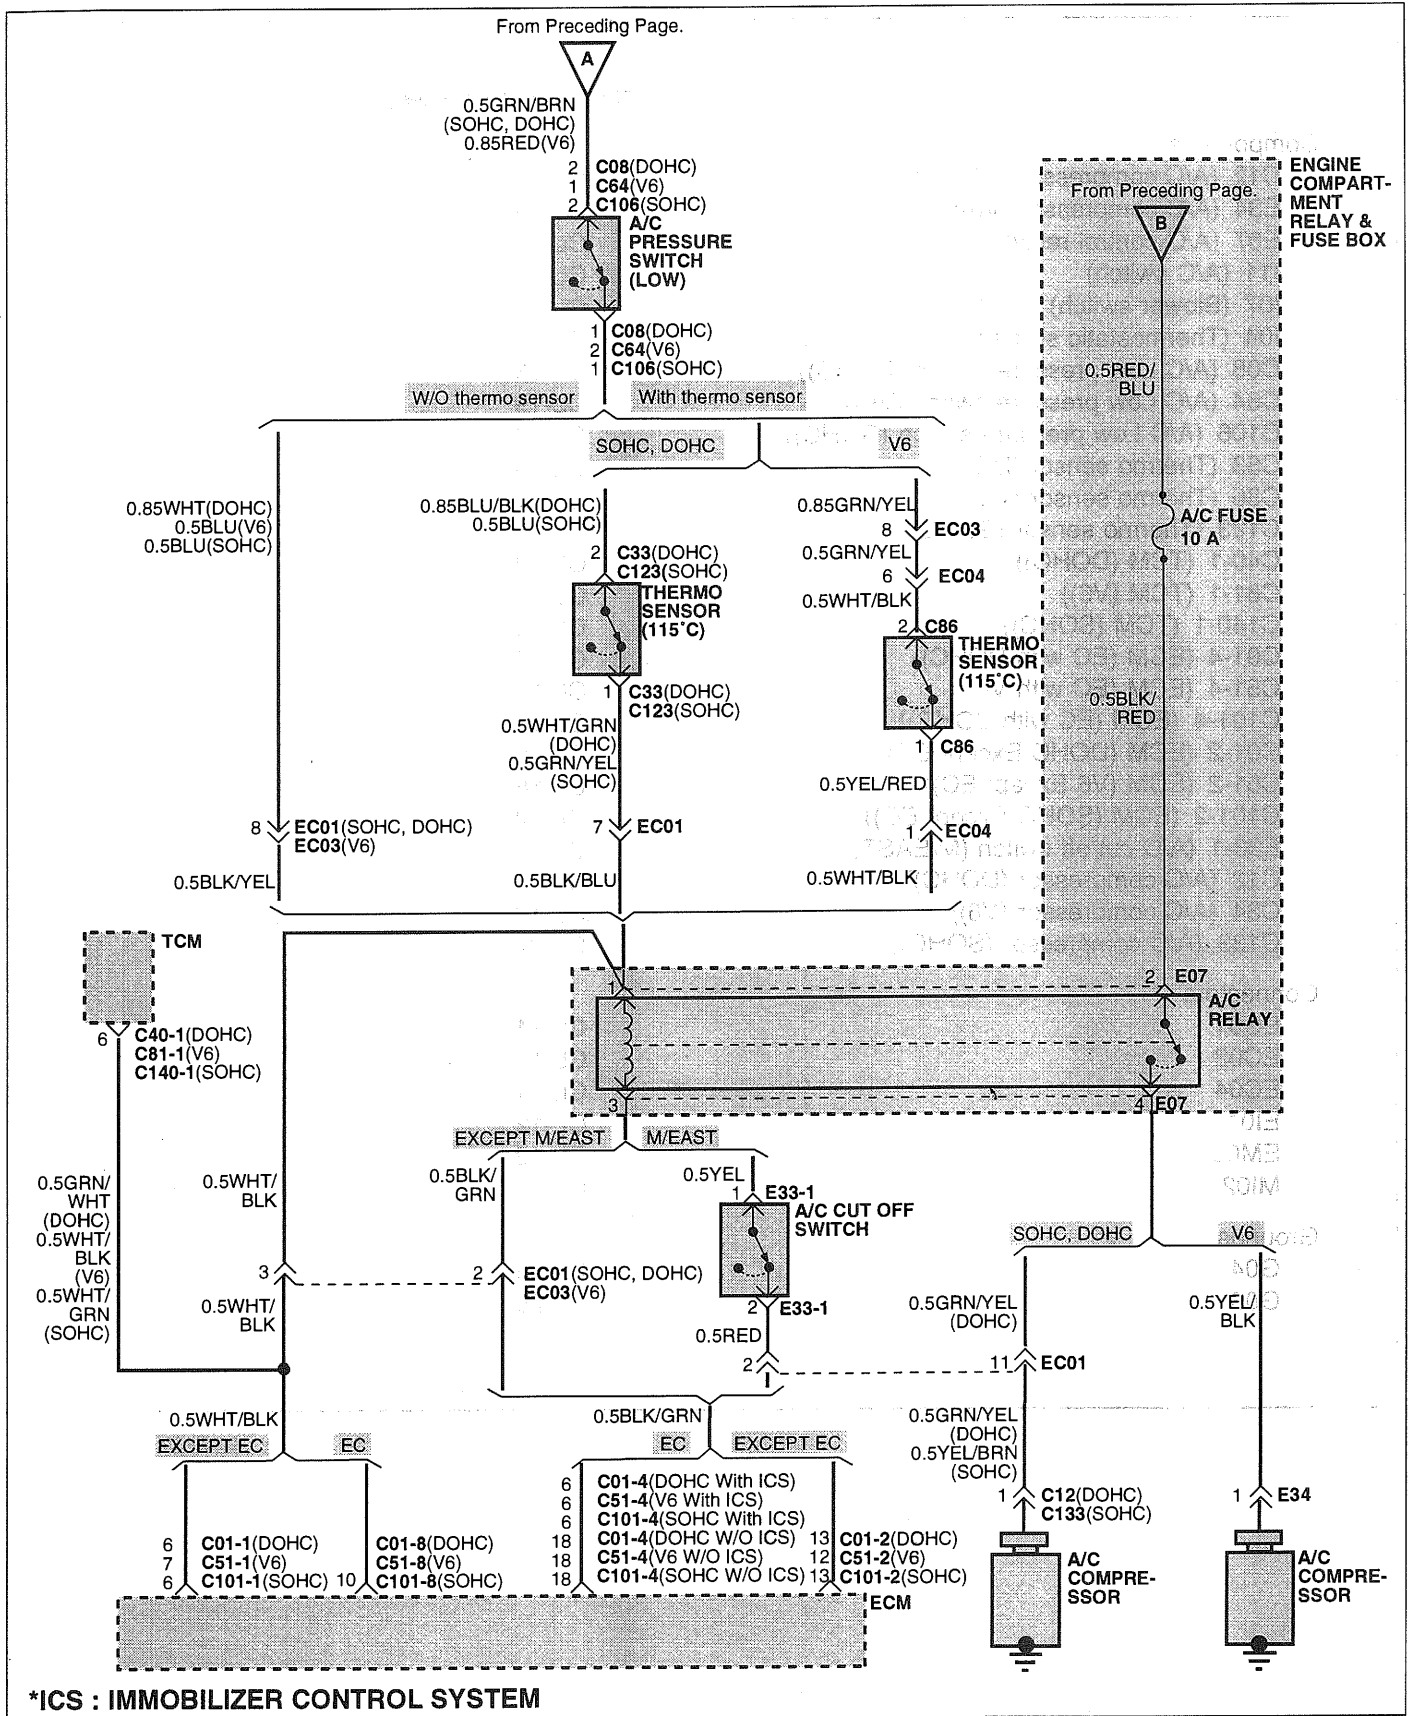 From Preceding Page.
A
0.5GRN/BRN
(SOHC, DOHC)
0.85RED(V6)
2 C08(DOHC)
1 C64(V6)
2 C106(SOHC)
A/C
PRESSURE
SWITCH
(LOW)
1 C08(DOHC)
2 C64(V6)
1 C106(SOHC)
ENGINE
COMPART-
MENT
RELAY &
FUSE BOX
From Preceding Page.
B
0.5RED/
BLU
A/C FUSE
10 A
0.5BLK/
RED
W/O thermo sensor
With thermo sensor
SOHC, DOHC
V6
0.85WHT(DOHC)
0.5BLU(V6)
0.5BLU(SOHC)
0.85BLU/BLK(DOHC)
0.5BLU(SOHC)
2 C33(DOHC)
C123(SOHC)
THERMO
SENSOR
(115°C)
1 C33(DOHC)
C123(SOHC)
0.5WHT/GRN
(DOHC)
0.5GRN/YEL
(SOHC)
0.85GRN/YEL
8 EC03
0.5GRN/YEL
6 EC04
0.5WHT/BLK
2 C86
THERMO
SENSOR
(115°C)
1 C86
0.5YEL/RED
8 EC01(SOHC, DOHC)
EC03(V6)
7 EC01
1 EC04
0.5BLK/YEL
0.5BLK/BLU
0.5WHT/BLK
TCM
6 C40-1(DOHC)
C81-1(V6)
C140-1(SOHC)
1
2 E07
A/C
RELAY
3
4 E07
EXCEPT M/EAST
M/EAST
0.5GRN/
WHT
(DOHC)
0.5WHT/
BLK
(V6)
0.5WHT/
GRN
(SOHC)
0.5WHT/
BLK
0.5BLK/
GRN
0.5YEL
1 E33-1
A/C CUT OFF
SWITCH
2 E33-1
0.5RED
2
3
2 EC01(SOHC, DOHC)
EC03(V6)
0.5WHT/
BLK
SOHC, DOHC
V6
0.5GRN/YEL
(DOHC)
0.5YEL/
BLK
11 EC01
0.5WHT/BLK
0.5BLK/GRN
0.5GRN/YEL
(DOHC)
0.5YEL/BRN
(SOHC)
EXCEPT EC
EC
EC
EXCEPT EC
6 C01-4(DOHC With ICS)
6 C51-4(V6 With ICS)
6 C101-4(SOHC With ICS)
18 C01-4(DOHC W/O ICS)
18 C51-4(V6 W/O ICS)
18 C101-4(SOHC W/O ICS)
6 C01-1(DOHC)
7 C51-1(V6)
6 C101-1(SOHC)
C01-8(DOHC)
C51-8(V6)
10 C101-8(SOHC)
13 C01-2(DOHC)
12 C51-2(V6)
13 C101-2(SOHC)
1 C12(DOHC)
C133(SOHC)
1 E34
A/C
COMPRE-
SSOR
A/C
COMPRE-
SSOR
ECM
*ICS : IMMOBILIZER CONTROL SYSTEM